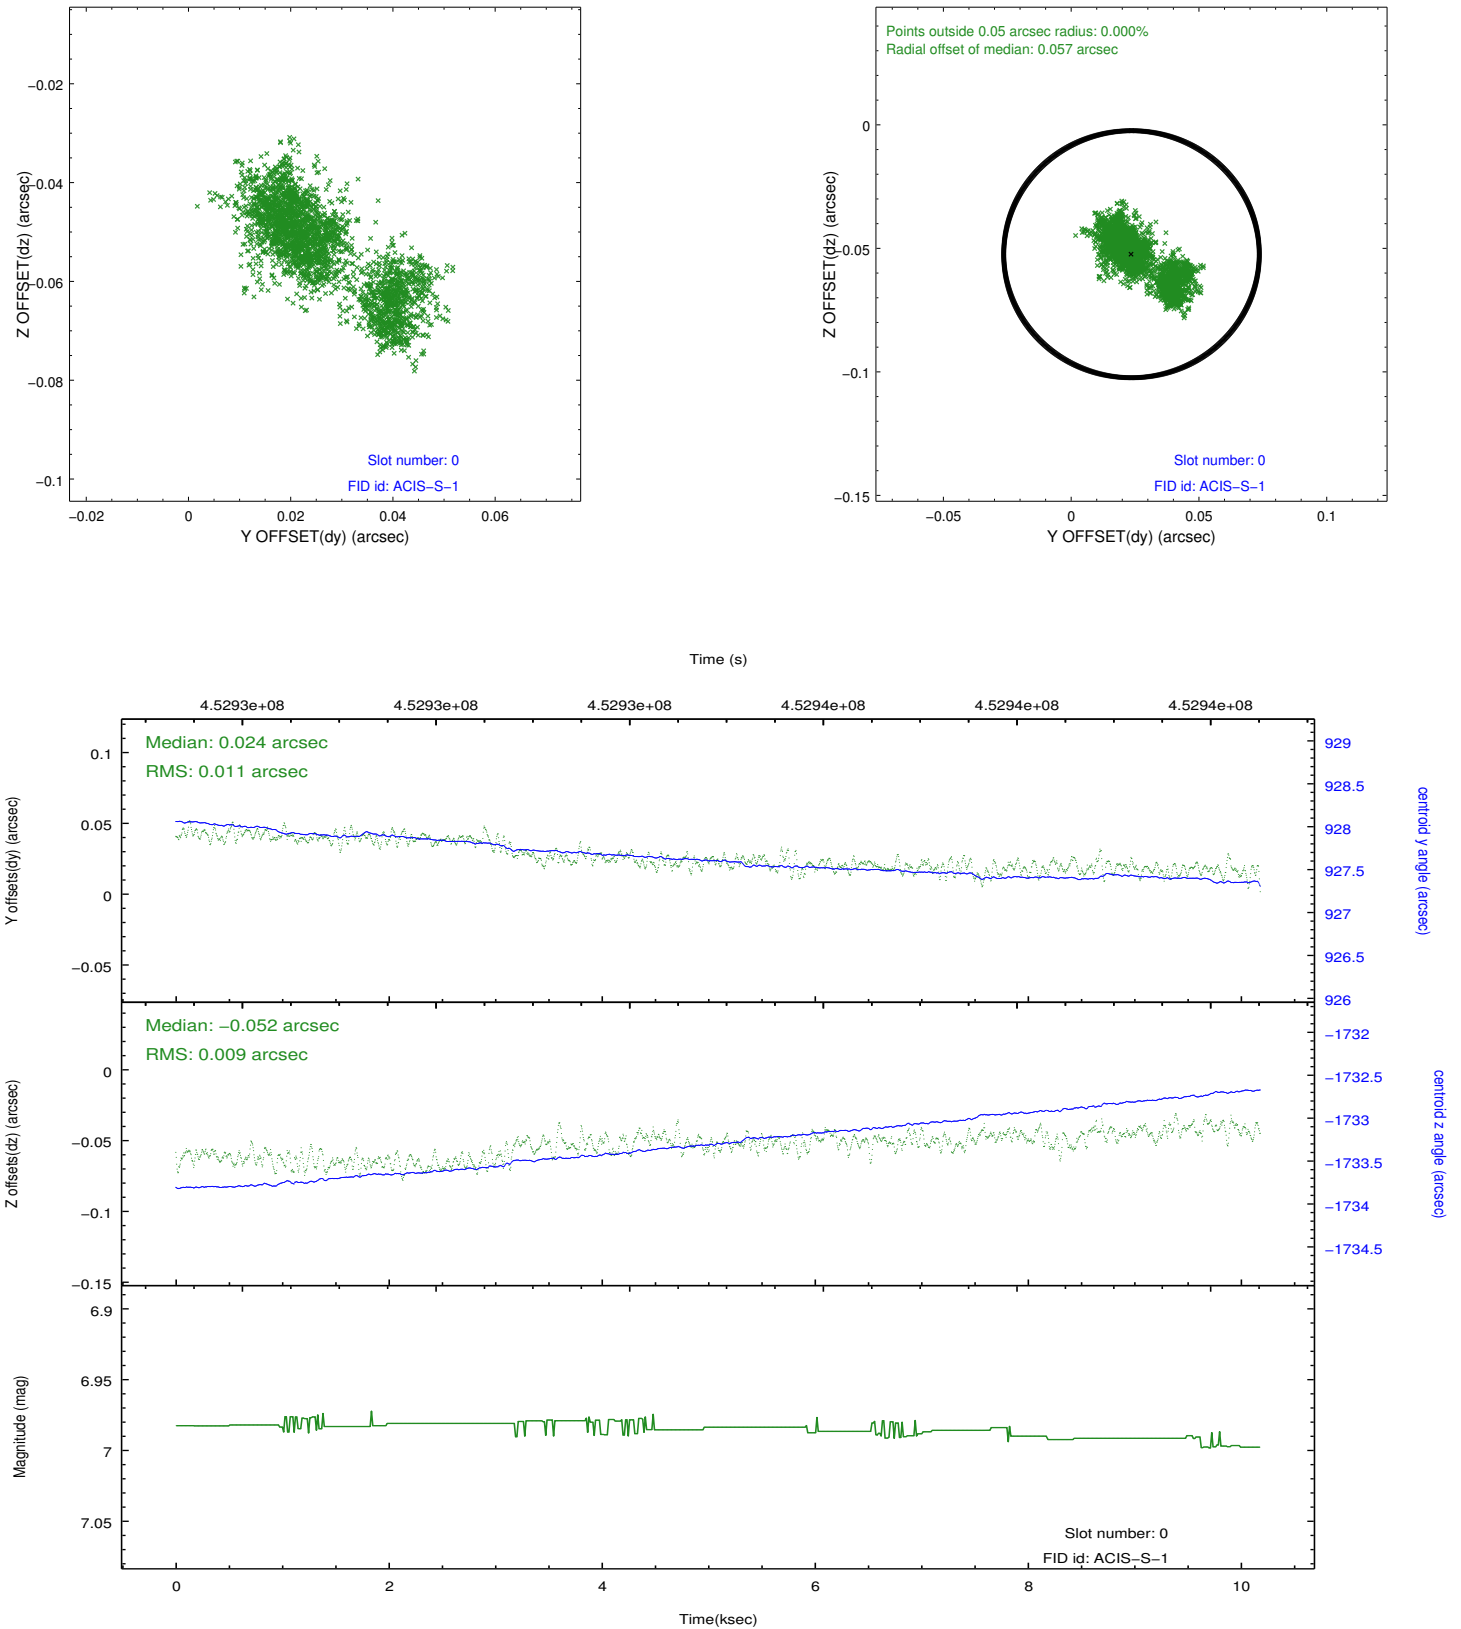 Points outside 0.05 arcsec radius: 0.000%
Radial offset of median: 0.057 arcsec
−0.02
−0.04
−0.06
−0.08
−0.1
Z OFFSET(dz) (arcsec)
Slot number: 0
FID id: ACIS−S−1
−0.02 0 0.02 0.04 0.06
Y OFFSET(dy) (arcsec)
0
−0.05
−0.1
−0.15
Z OFFSET(dz) (arcsec)
Slot number: 0
FID id: ACIS−S−1
−0.05 0 0.05 0.1
Y OFFSET(dy) (arcsec)
Time (s)
4.5293e+08 4.5293e+08 4.5293e+08 4.5294e+08 4.5294e+08 4.5294e+08
Median: 0.024 arcsec
RMS: 0.011 arcsec
0.1
0.05
0
−0.05
Y offsets(dy) (arcsec)
929
928.5
928
927.5
927
926.5
926
centroid y angle (arcsec)
Median: −0.052 arcsec
RMS: 0.009 arcsec
0
−0.05
−0.1
−0.15
Z offsets(dz) (arcsec)
−1732
−1732.5
−1733
−1733.5
−1734
−1734.5
centroid z angle (arcsec)
6.9
6.95
7
7.05
Magnitude (mag)
Slot number: 0
FID id: ACIS−S−1
0 2 4 6 8 10
Time(ksec)